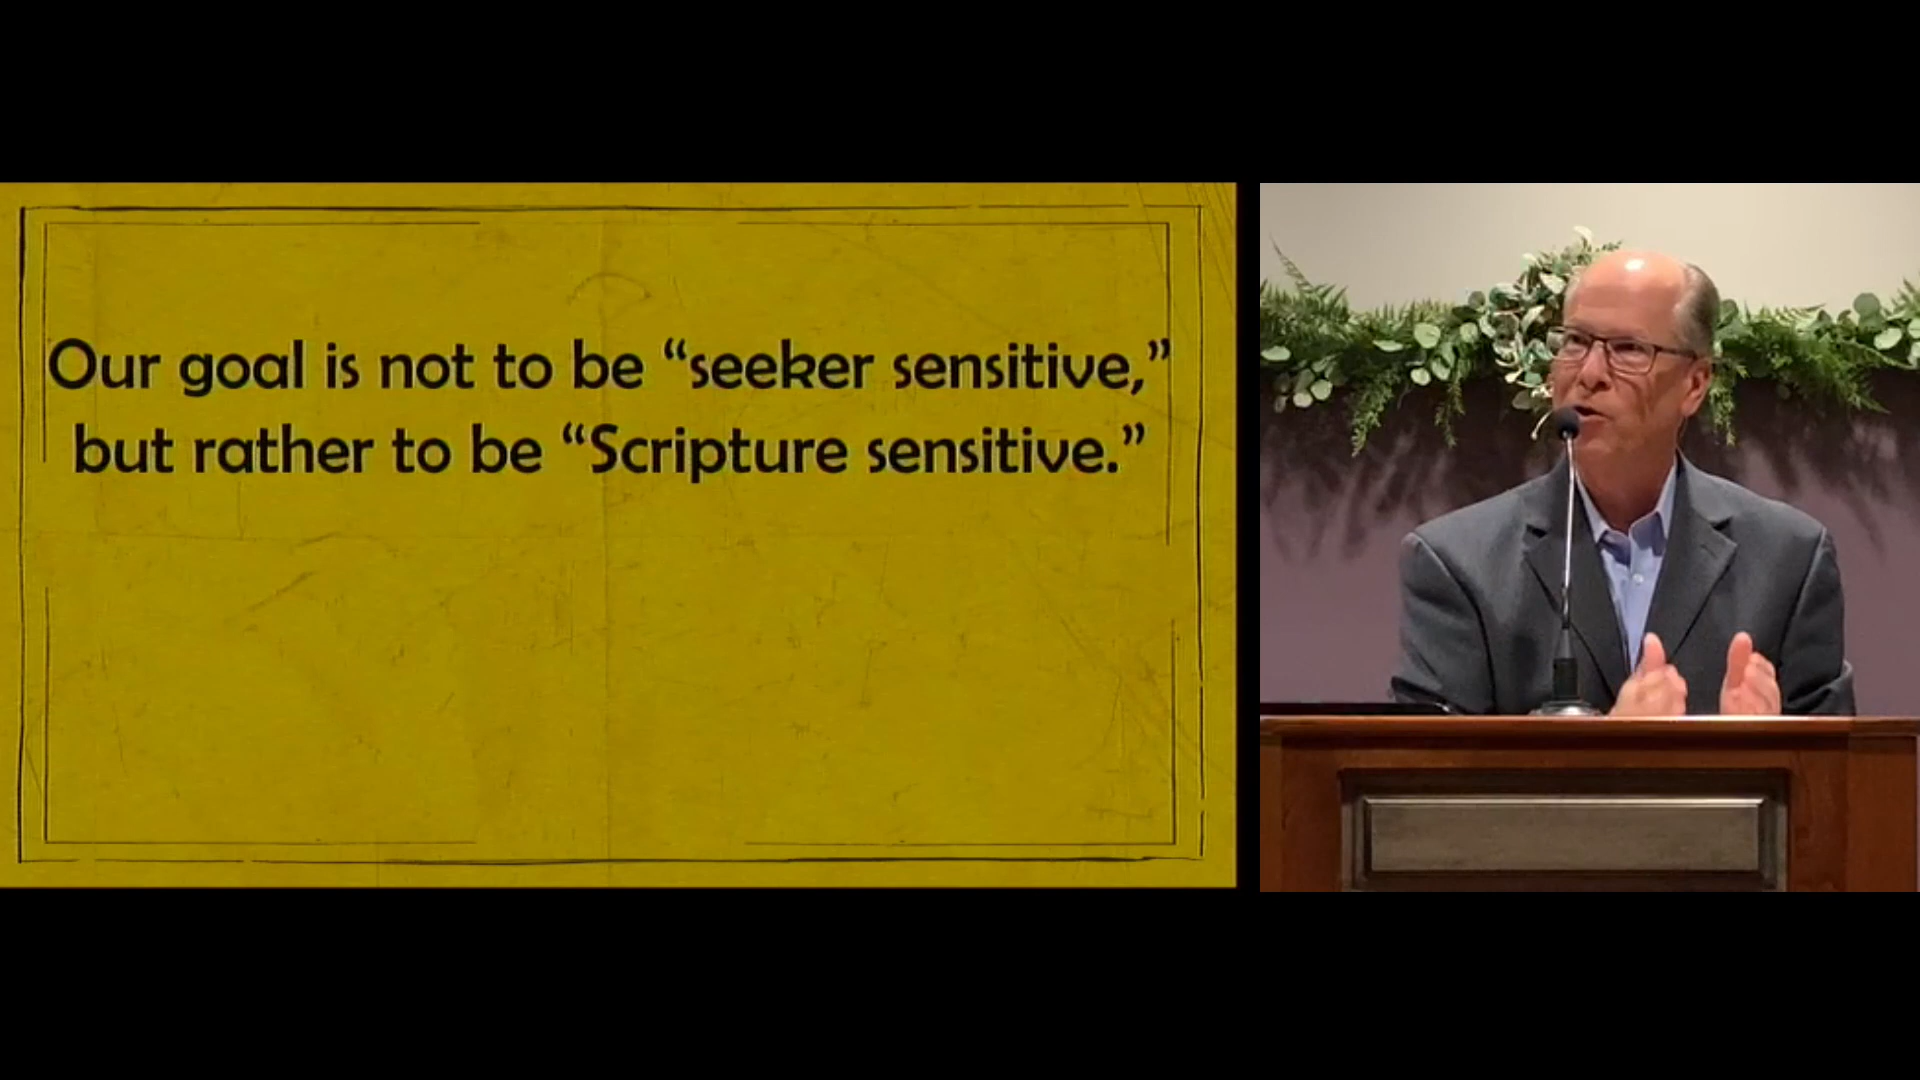 Our goal is not to be “seeker sensitive,”
but rather to be “Scripture sensitive.”